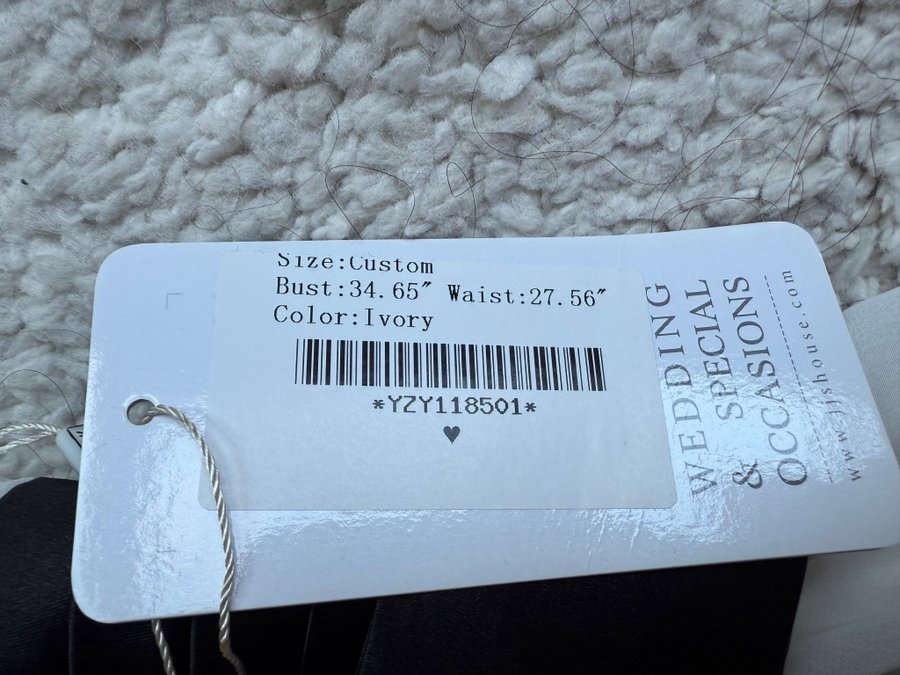 Size:Custom
Bust:34.65″ Waist:27.56″
Color:Ivory
*YZY118501*
♥
WEDDING
SPECIAL
& OCCASIONS
www.jjshouse.com